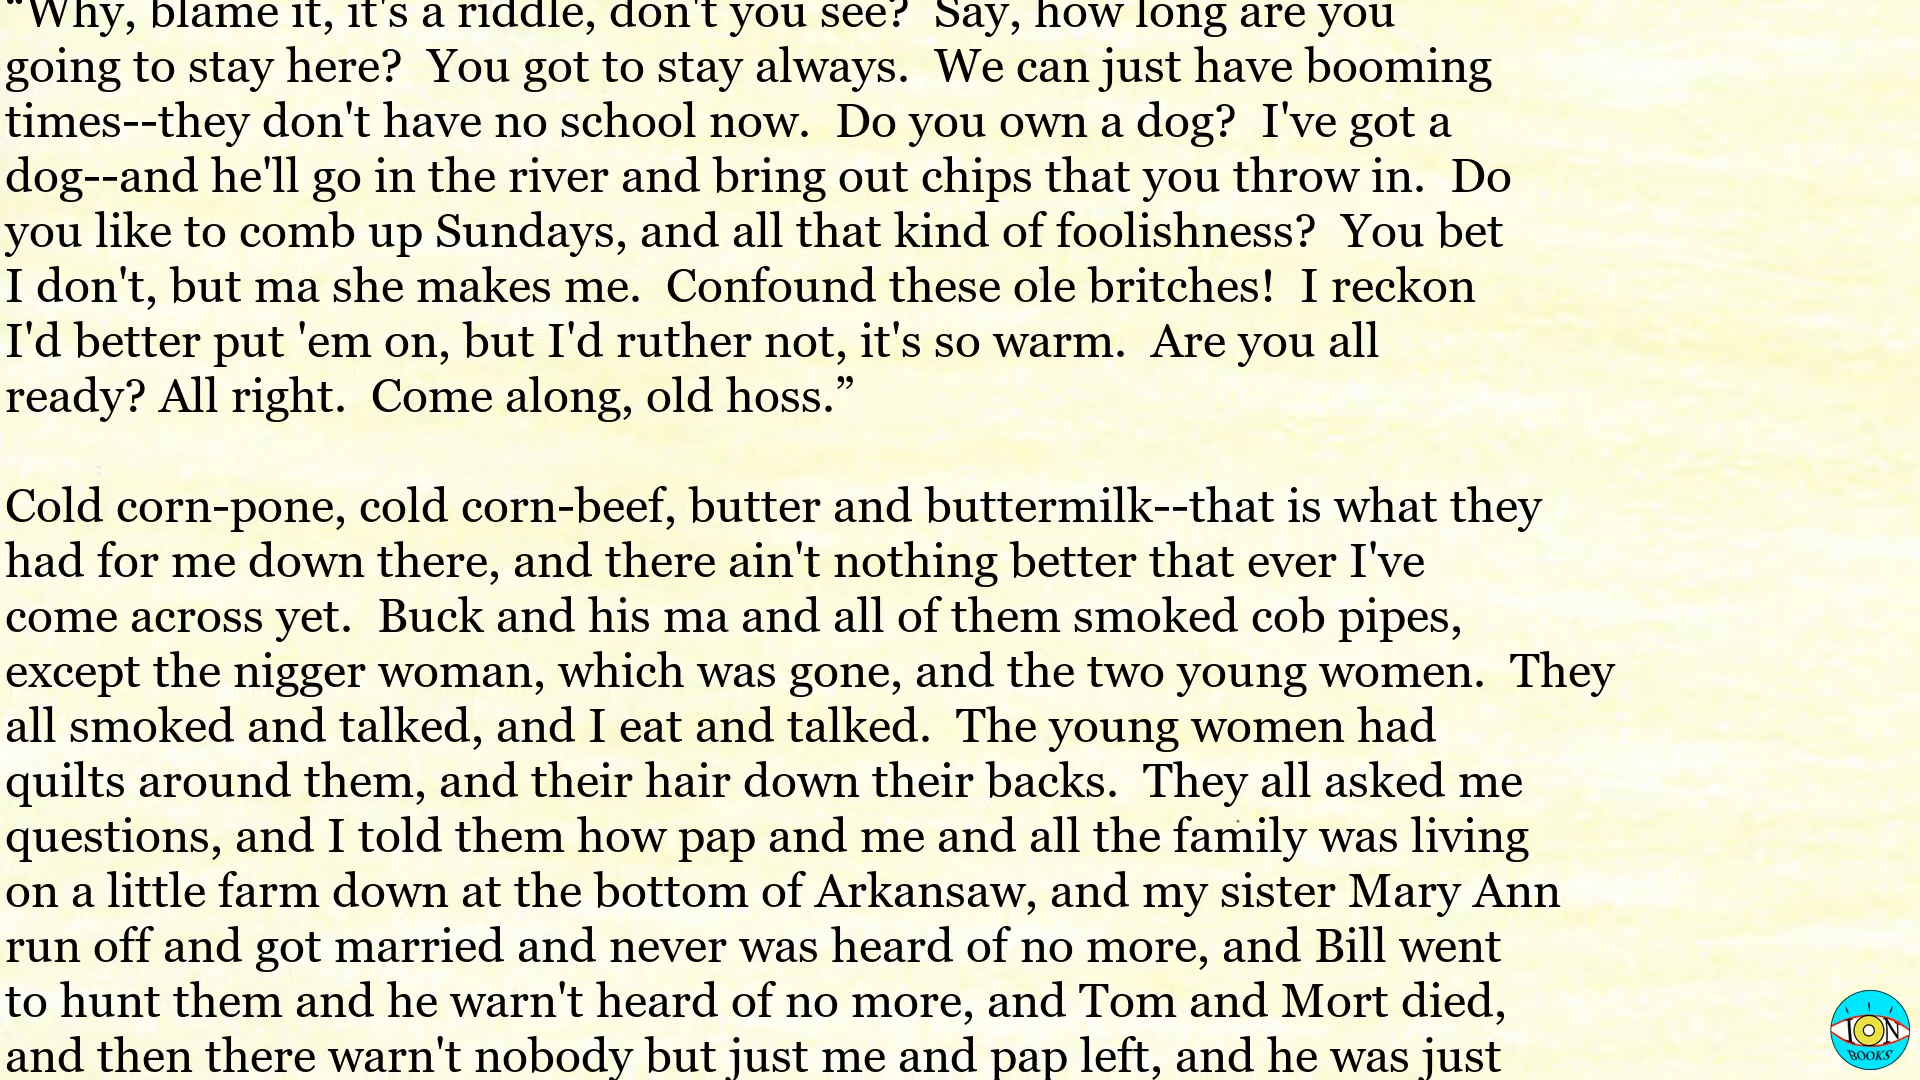 “Why, blame it, it's a riddle, don't you see?  Say, how long are you
going to stay here?  You got to stay always.  We can just have booming
times--they don't have no school now.  Do you own a dog?  I've got a
dog--and he'll go in the river and bring out chips that you throw in.  Do
you like to comb up Sundays, and all that kind of foolishness?  You bet
I don't, but ma she makes me.  Confound these ole britches!  I reckon
I'd better put 'em on, but I'd ruther not, it's so warm.  Are you all
ready? All right.  Come along, old hoss.”
Cold corn-pone, cold corn-beef, butter and buttermilk--that is what they
had for me down there, and there ain't nothing better that ever I've
come across yet.  Buck and his ma and all of them smoked cob pipes,
except the nigger woman, which was gone, and the two young women.  They
all smoked and talked, and I eat and talked.  The young women had
quilts around them, and their hair down their backs.  They all asked me
questions, and I told them how pap and me and all the family was living
on a little farm down at the bottom of Arkansaw, and my sister Mary Ann
run off and got married and never was heard of no more, and Bill went
to hunt them and he warn't heard of no more, and Tom and Mort died,
and then there warn't nobody but just me and pap left, and he was just
ION
BOOKS